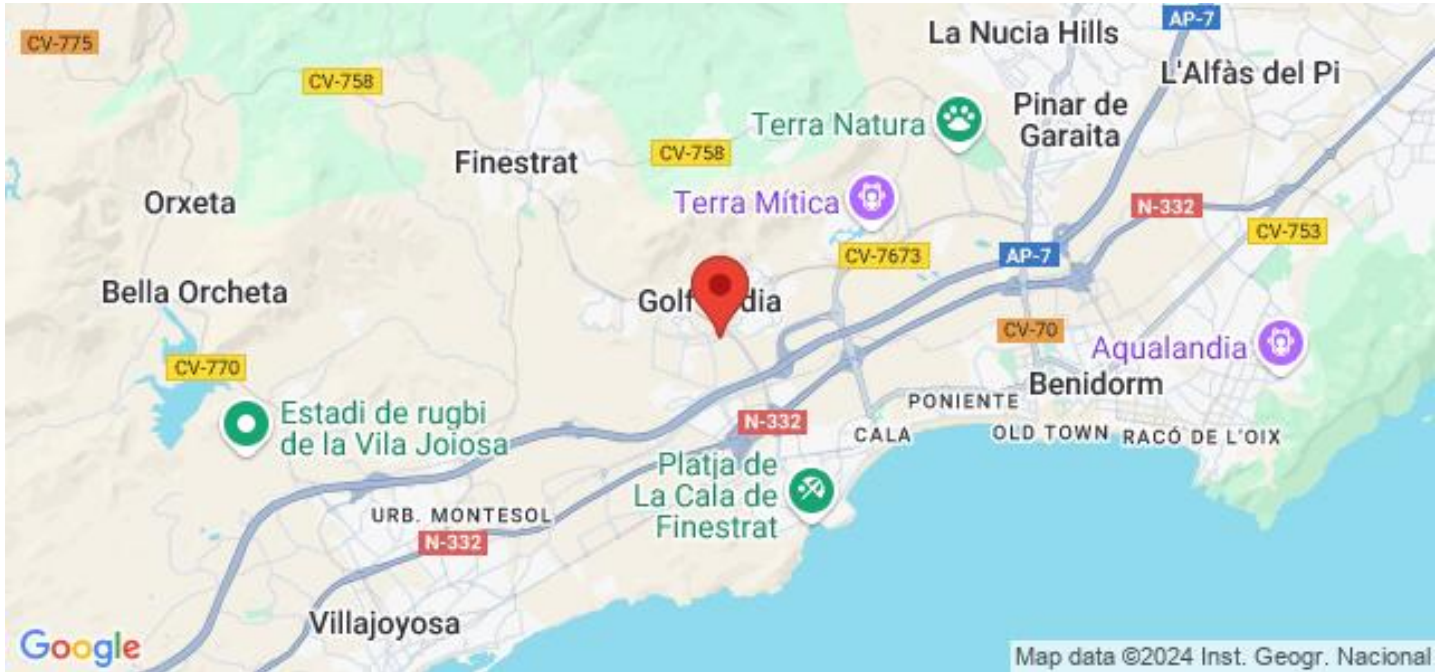 AP-7
La Nucia Hills
CV-775
L'Alfàs del Pi
CV-758
Terra Natura
Pinar de
Garaita
Finestrat
CV-758
Orxeta
Terra Mítica
N-332
CV-753
CV-7673
AP-7
Bella Orcheta
Golf
dia
CV-70
Aqualandia
CV-770
Benidorm
Estadi de rugbi
de la Vila Joiosa
PONIENTE
N-332
CALA
OLD TOWN
RACÓ DE L'OIX
Platja de
La Cala de
Finestrat
URB. MONTESOL
N-332
Villajoyosa
Google
Map data ©2024 Inst. Geogr. Nacional